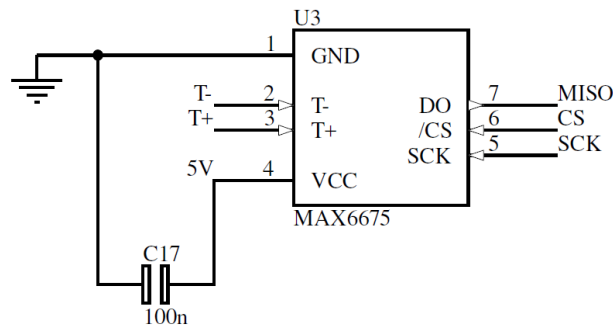 U3
1 GND
T- 2 T- DO 7 MISO
T+ 3 T+ /CS 6 CS
SCK 5 SCK
5V 4 VCC
MAX6675
C17
100n